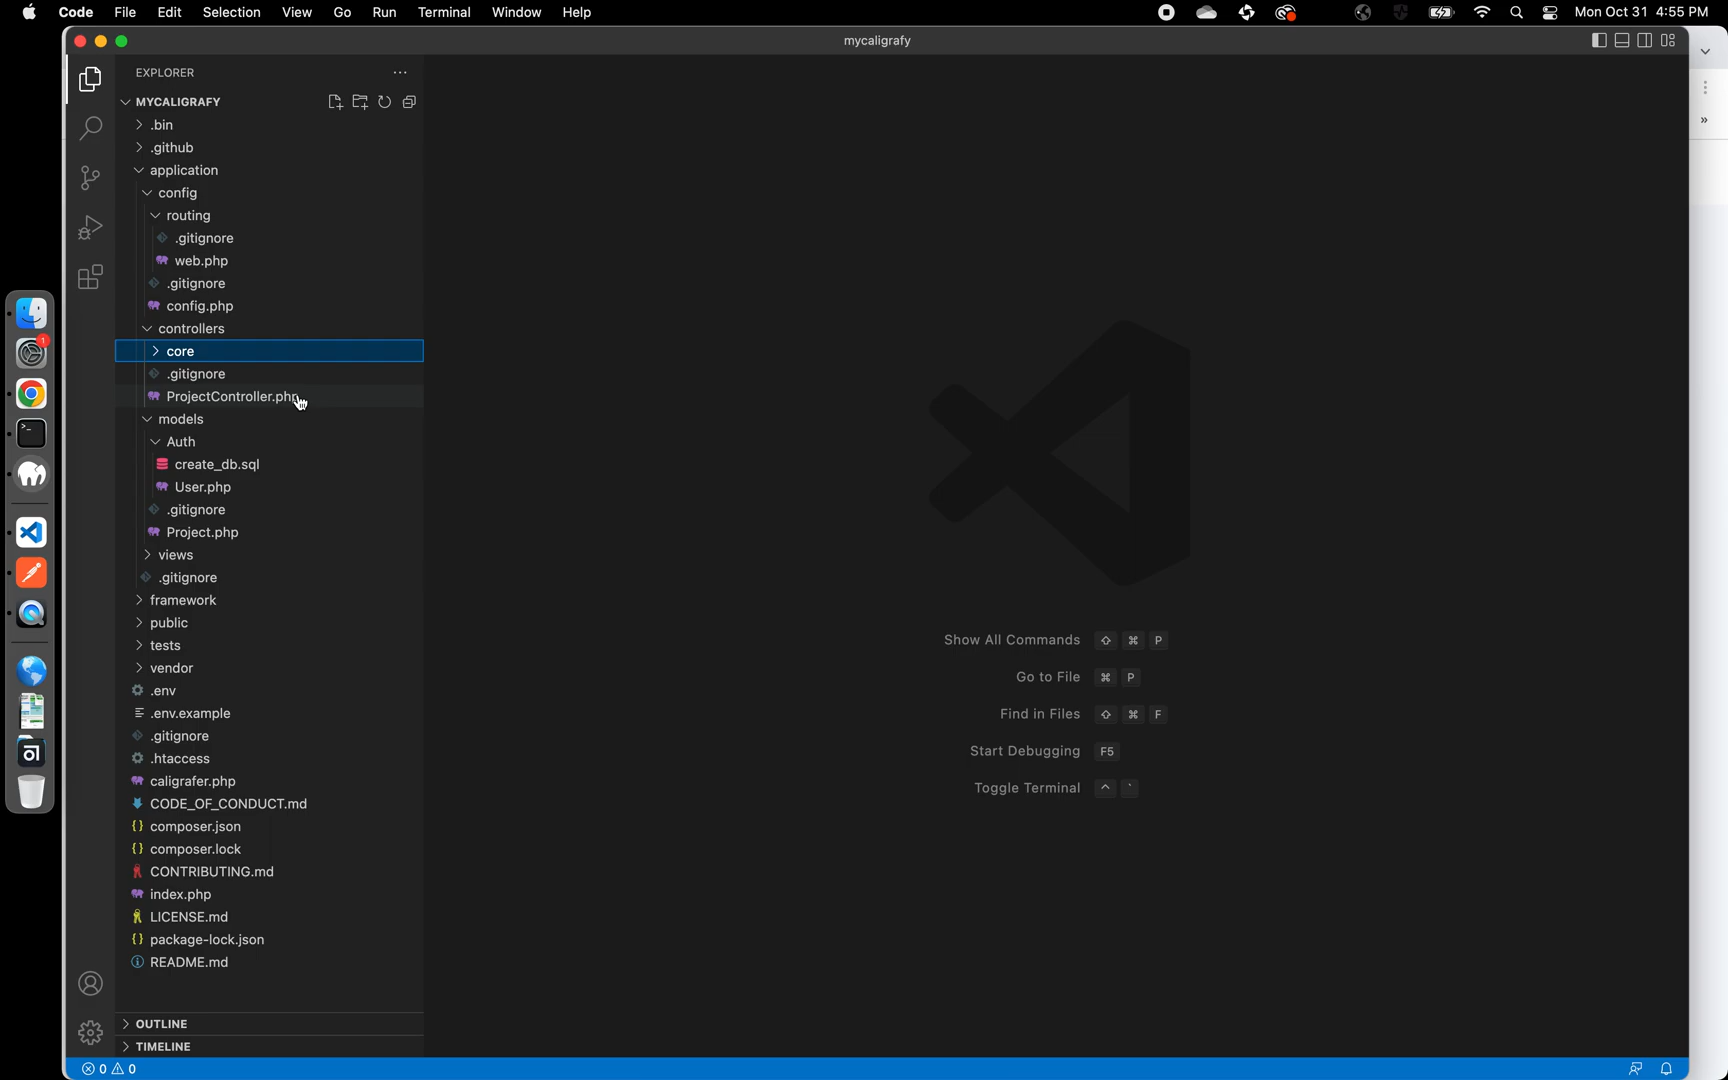 Code File Edit Selection View Go Run Terminal Window Help Mon Oct 31 4:55 PM
mycaligrafy
EXPLORER
MYCALIGRAFY
.bin
.github
application
config
routing
.gitignore
web.php
.gitignore
config.php
controllers
core
.gitignore
ProjectController.php
models
Auth
create_db.sql
User.php
.gitignore
Project.php
views
.gitignore
framework
public
tests
vendor
.env
.env.example
.gitignore
.htaccess
caligrafer.php
CODE_OF_CONDUCT.md
composer.json
composer.lock
CONTRIBUTING.md
index.php
LICENSE.md
package-lock.json
README.md
OUTLINE
TIMELINE
0 0
Show All Commands ⇧ ⌘ P
Go to File ⌘ P
Find in Files ⇧ ⌘ F
Start Debugging F5
Toggle Terminal ^ `
1